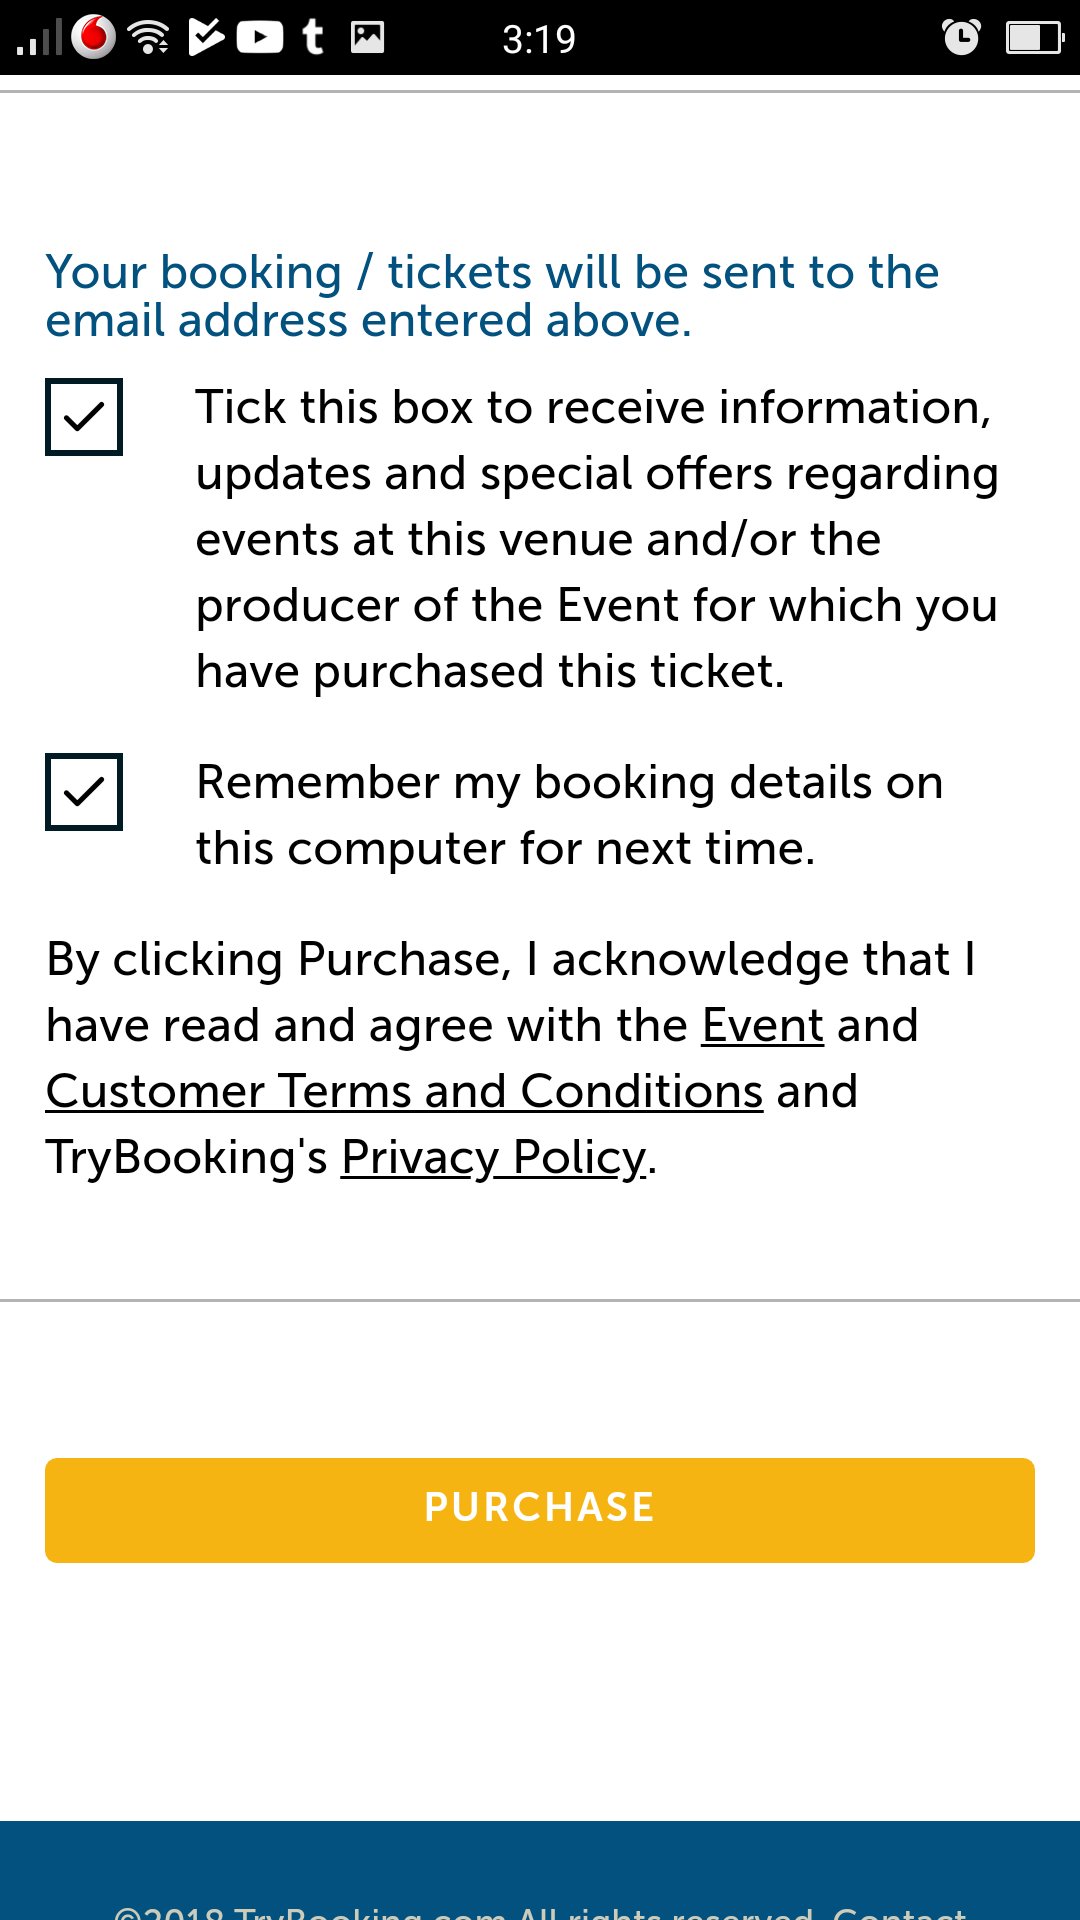 3:19
Your booking / tickets will be sent to the
email address entered above.
Tick this box to receive information,
updates and special offers regarding
events at this venue and/or the
producer of the Event for which you
have purchased this ticket.
Remember my booking details on
this computer for next time.
By clicking Purchase, I acknowledge that I
have read and agree with the Event and
Customer Terms and Conditions and
TryBooking's Privacy Policy.
PURCHASE
©2018 TryBooking.com All rights reserved. Contact